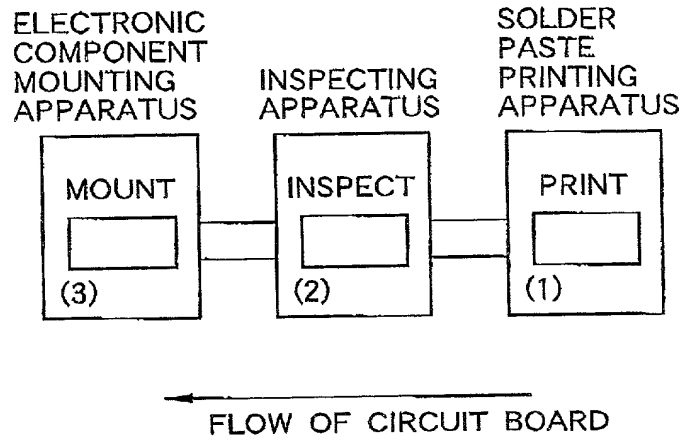 ELECTRONIC
COMPONENT
MOUNTING
APPARATUS
INSPECTING
APPARATUS
SOLDER
PASTE
PRINTING
APPARATUS
MOUNT
(3)
INSPECT
(2)
PRINT
(1)
FLOW OF CIRCUIT BOARD